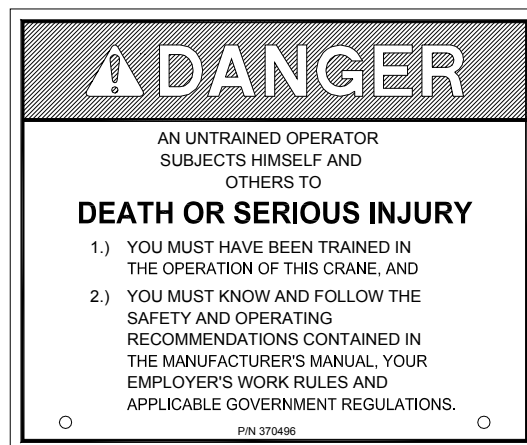 DANGER
AN UNTRAINED OPERATOR
SUBJECTS HIMSELF AND
OTHERS TO
DEATH OR SERIOUS INJURY
1.) YOU MUST HAVE BEEN TRAINED IN
THE OPERATION OF THIS CRANE, AND
2.) YOU MUST KNOW AND FOLLOW THE
SAFETY AND OPERATING
RECOMMENDATIONS CONTAINED IN
THE MANUFACTURER'S MANUAL, YOUR
EMPLOYER'S WORK RULES AND
APPLICABLE GOVERNMENT REGULATIONS.
P/N 370496